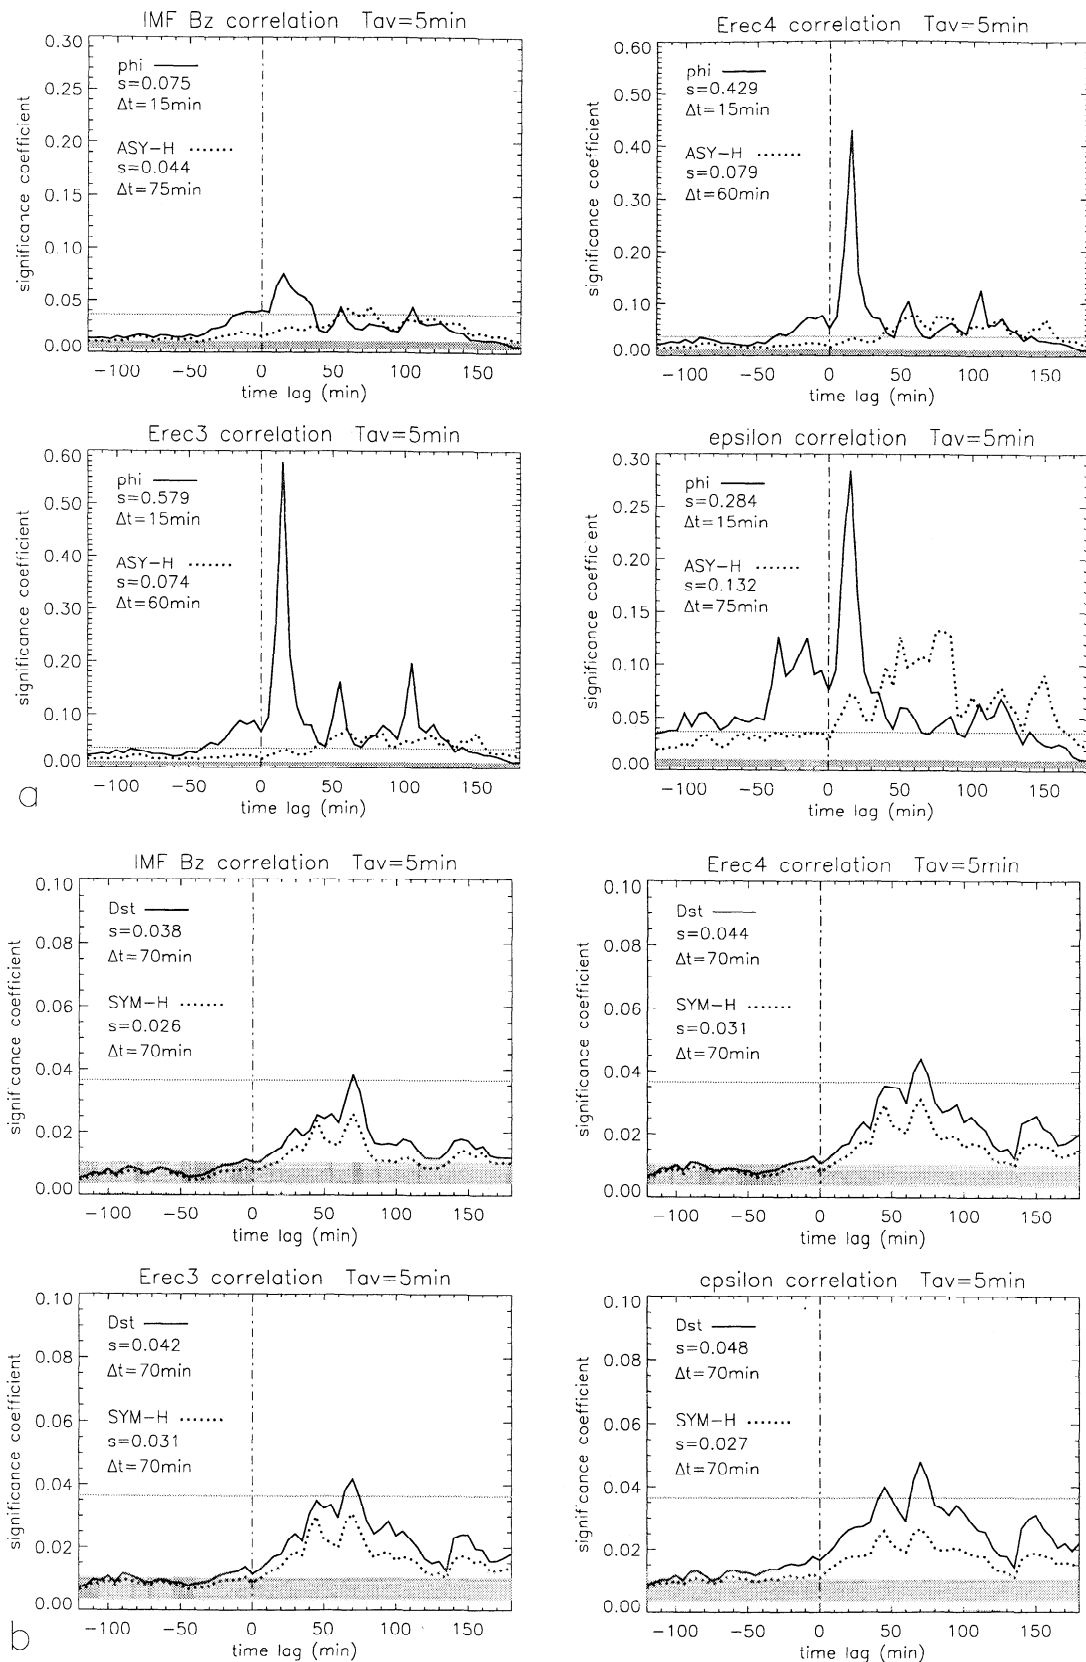 IMF Bz correlation Tav=5min
0.30
0.25
0.20
0.15
0.10
0.05
0.00
significance coefficient
phi
s=0.075
Δt=15min
ASY-H
s=0.044
Δt=75min
-100 -50 0 50 100 150
time lag (min)
Erec4 correlation Tav=5min
0.60
0.50
0.40
0.30
0.20
0.10
0.00
significance coefficient
phi
s=0.429
Δt=15min
ASY-H
s=0.079
Δt=60min
-100 -50 0 50 100 150
time lag (min)
Erec3 correlation Tav=5min
0.60
0.50
0.40
0.30
0.20
0.10
0.00
significance coefficient
phi
s=0.579
Δt=15min
ASY-H
s=0.074
Δt=60min
-100 -50 0 50 100 150
time lag (min)
epsilon correlation Tav=5min
0.30
0.25
0.20
0.15
0.10
0.05
0.00
significance coefficient
phi
s=0.284
Δt=15min
ASY-H
s=0.132
Δt=75min
-100 -50 0 50 100 150
time lag (min)
a
IMF Bz correlation Tav=5min
0.10
0.08
0.06
0.04
0.02
0.00
significance coefficient
Dst
s=0.038
Δt=70min
SYM-H
s=0.026
Δt=70min
-100 -50 0 50 100 150
time lag (min)
Erec4 correlation Tav=5min
0.10
0.08
0.06
0.04
0.02
0.00
significance coefficient
Dst
s=0.044
Δt=70min
SYM-H
s=0.031
Δt=70min
-100 -50 0 50 100 150
time lag (min)
Erec3 correlation Tav=5min
0.10
0.08
0.06
0.04
0.02
0.00
significance coefficient
Dst
s=0.042
Δt=70min
SYM-H
s=0.031
Δt=70min
-100 -50 0 50 100 150
time lag (min)
epsilon correlation Tav=5min
0.10
0.08
0.06
0.04
0.02
0.00
significance coefficient
Dst
s=0.048
Δt=70min
SYM-H
s=0.027
Δt=70min
-100 -50 0 50 100 150
time lag (min)
b